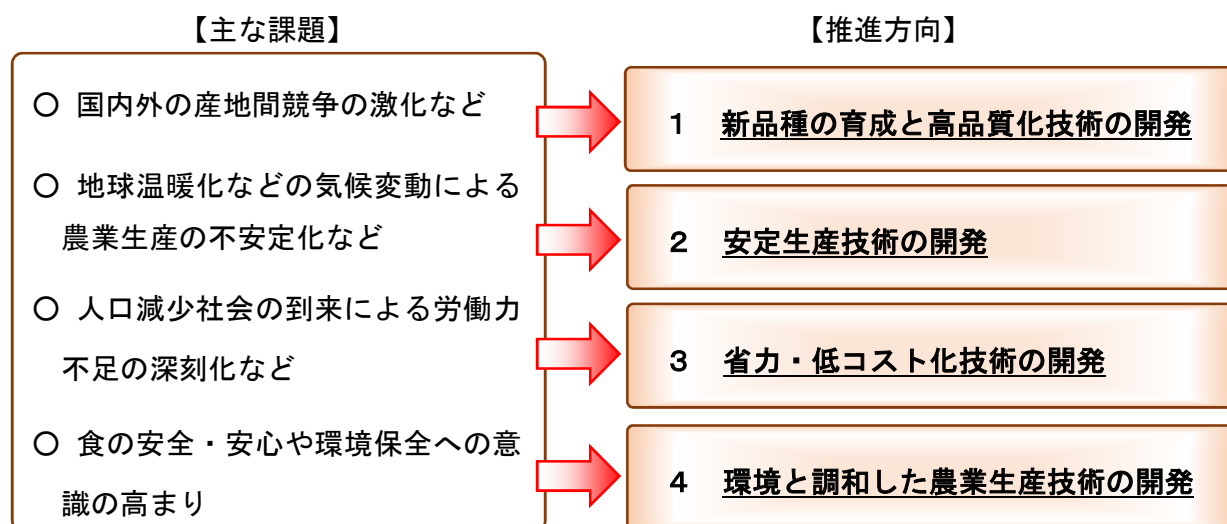 【主な課題】
【推進方向】
〇 国内外の産地間競争の激化など
〇 地球温暖化などの気候変動による
農業生産の不安定化など
〇 人口減少社会の到来による労働力
不足の深刻化など
〇 食の安全・安心や環境保全への意
識の高まり
1 新品種の育成と高品質化技術の開発
2 安定生産技術の開発
3 省力・低コスト化技術の開発
4 環境と調和した農業生産技術の開発